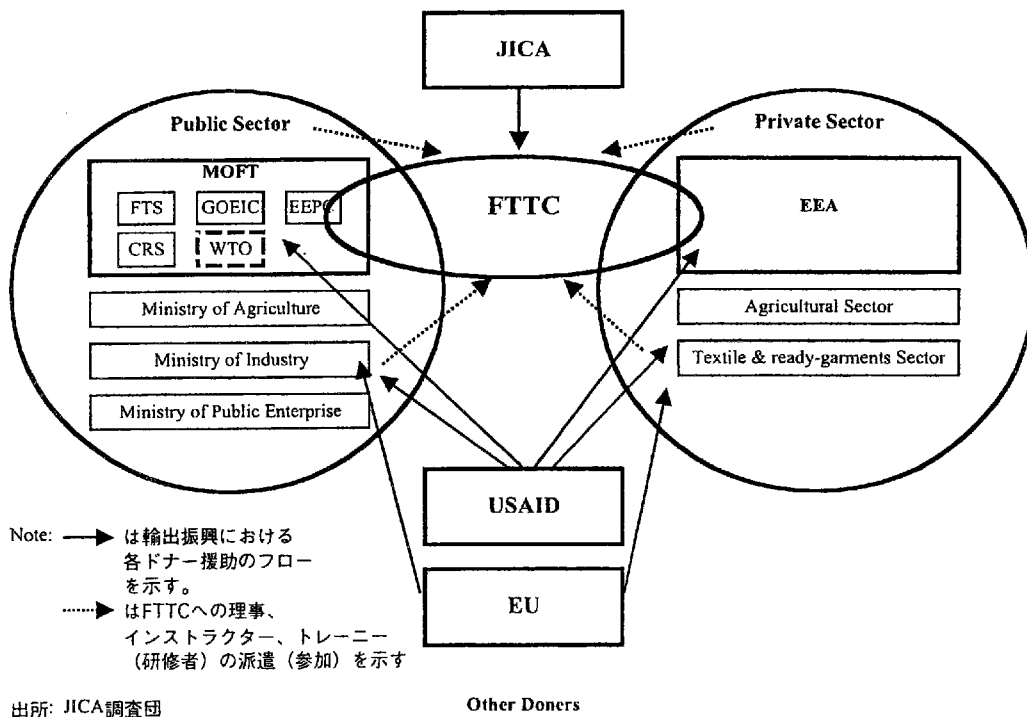 JICA
Public Sector
Private Sector
MOFT
FTS
GOEIC
EEPC
CRS
WTO
FTTC
EEA
Ministry of Agriculture
Ministry of Industry
Ministry of Public Enterprise
Agricultural Sector
Textile & ready-garments Sector
USAID
EU
Note: は輸出振興における
各ドナー援助のフロー
を示す。
はFTTCへの理事、
インストラクター、トレーニー
(研修者)の派遣(参加)を示す
出所: JICA調査団
Other Doners